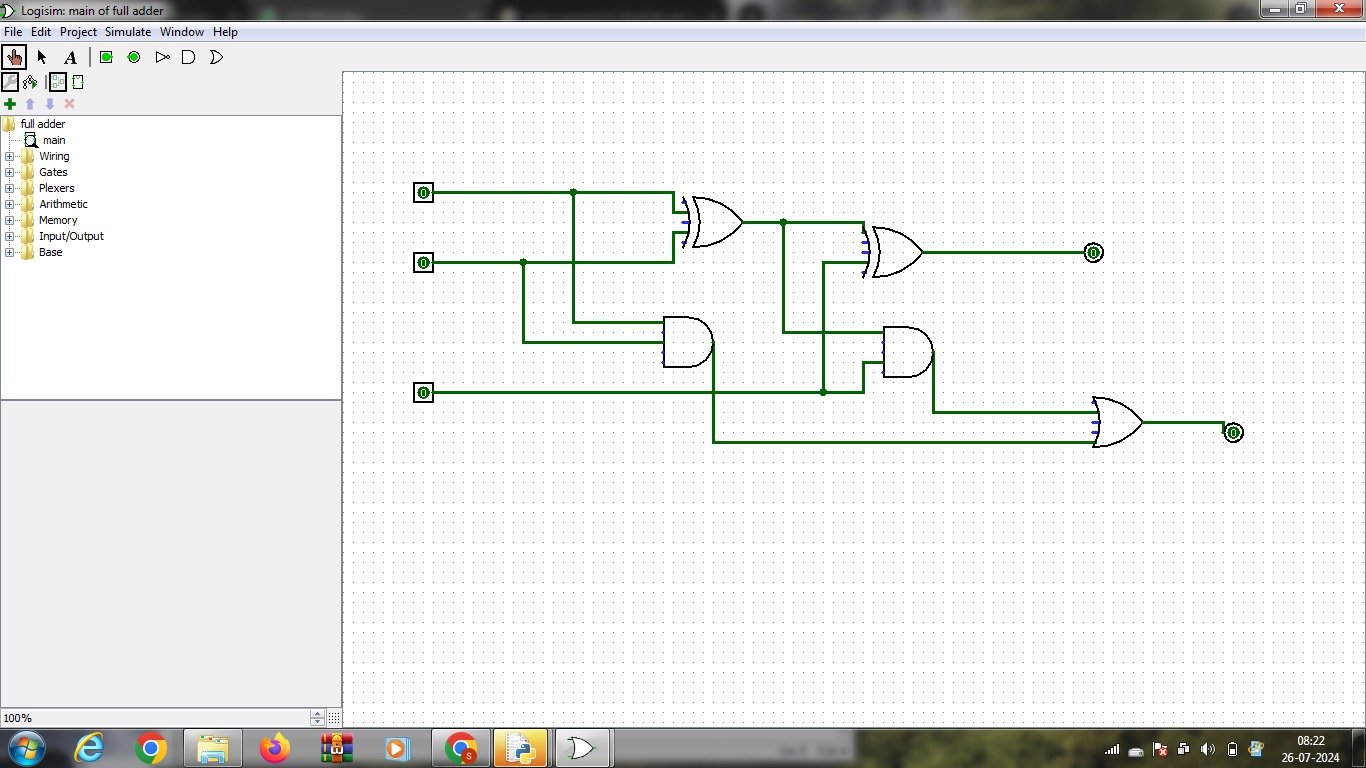 Logisim: main of full adder
File Edit Project Simulate Window Help
A
full adder
main
Wiring
Gates
Plexers
Arithmetic
Memory
Input/Output
Base
0
0
0
0
0
0
100%
S
08:22
26-07-2024